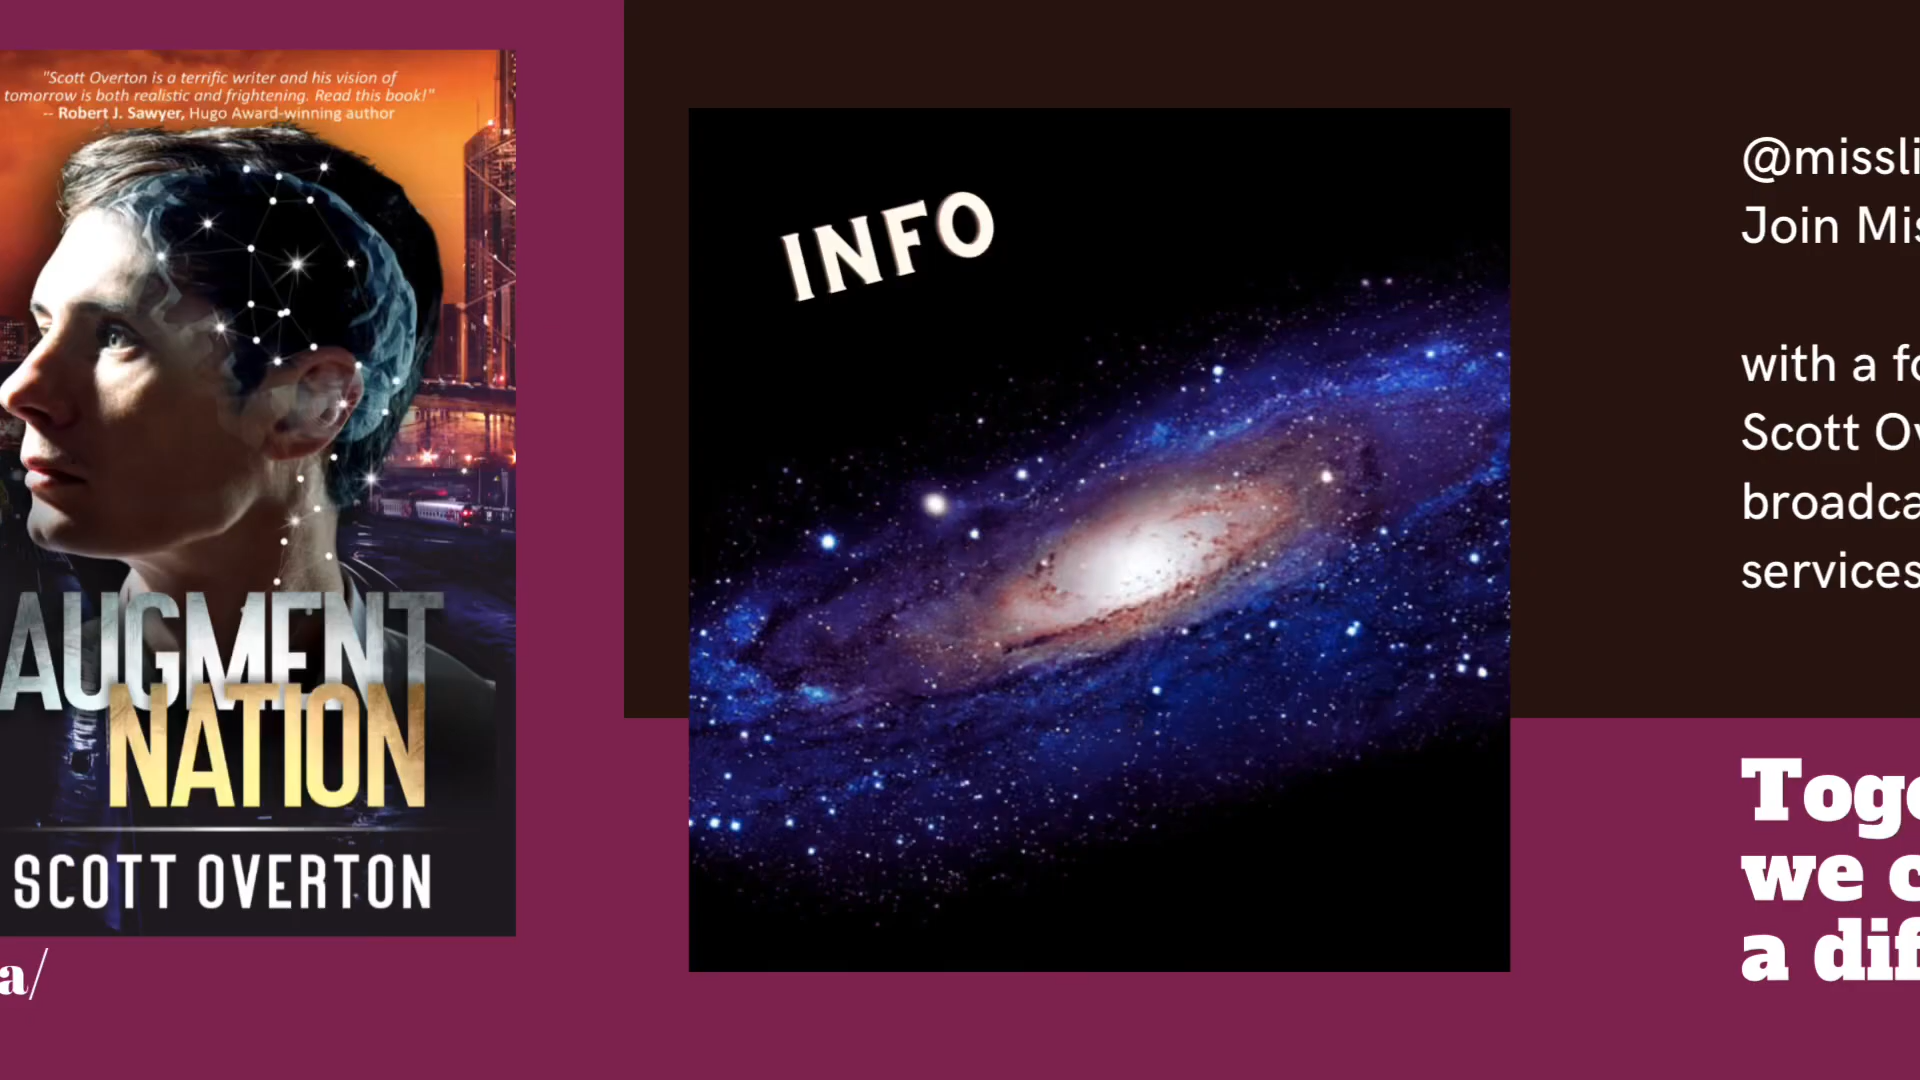 "Scott Overton is a terrific writer and his vision of
tomorrow is both realistic and frightening. Read this book!"
-- Robert J. Sawyer, Hugo Award-winning author
AUGMENT
NATION
SCOTT OVERTON
a/
INFO
@missli
Join Mis
with a fo
Scott Ov
broadca
services
Toge
we c
a dif